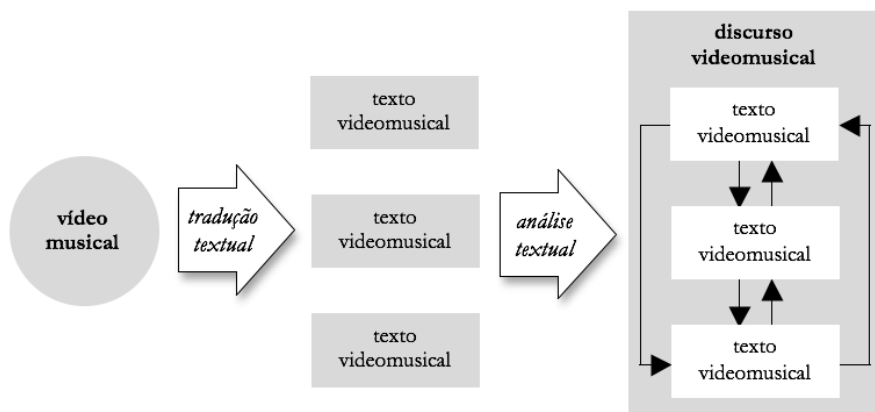 vídeo
musical
tradução
textual
texto
videomusical
texto
videomusical
texto
videomusical
análise
textual
discurso
videomusical
texto
videomusical
texto
videomusical
texto
videomusical